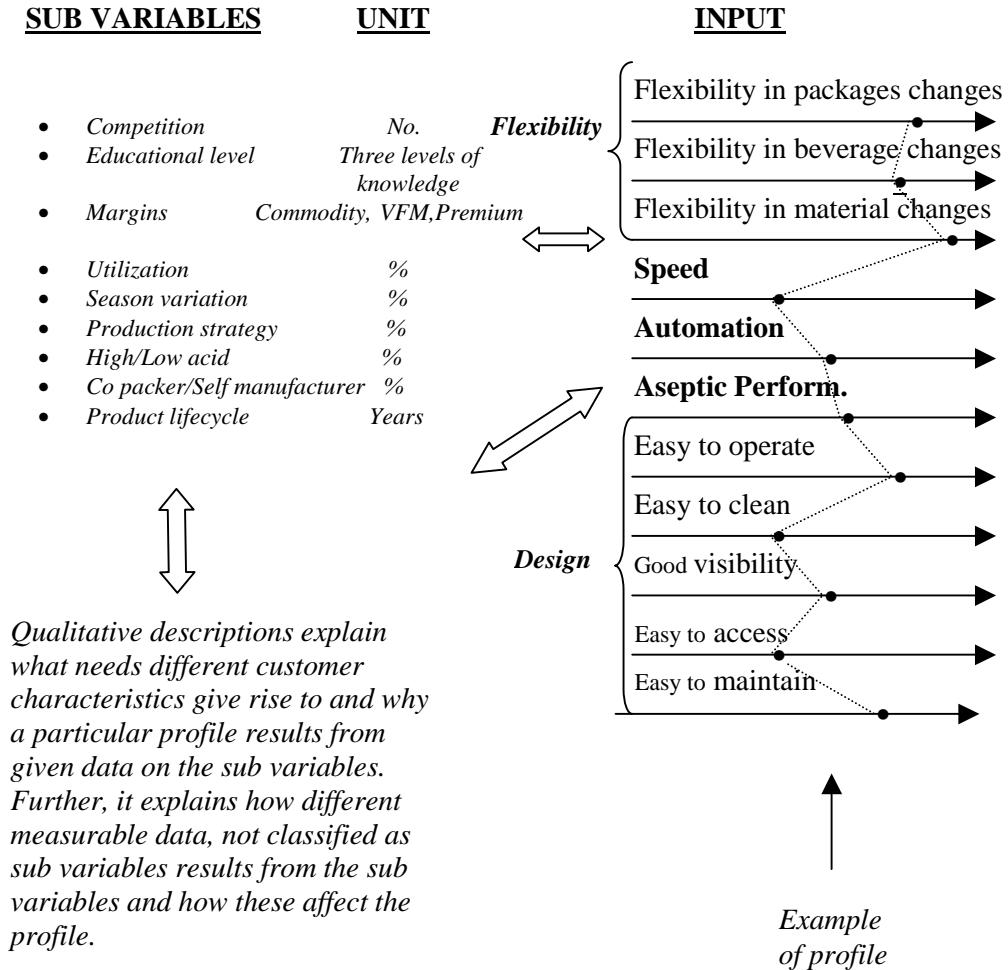 SUB VARIABLES UNIT INPUT
Flexibility in packages changes
• Competition No. Flexibility
• Educational level Three levels of
knowledge
Flexibility in beverage changes
• Margins Commodity, VFM,Premium
Flexibility in material changes
• Utilization %
• Season variation %
• Production strategy %
• High/Low acid %
• Co packer/Self manufacturer %
• Product lifecycle Years
Speed
Automation
Aseptic Perform.
Easy to operate
Easy to clean
Design
Good visibility
Easy to access
Easy to maintain
Qualitative descriptions explain
what needs different customer
characteristics give rise to and why
a particular profile results from
given data on the sub variables.
Further, it explains how different
measurable data, not classified as
sub variables results from the sub
variables and how these affect the
profile.
Example
of profile